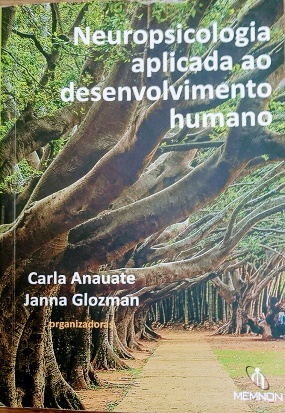 Neuropsicologia
aplicada ao
desenvolvimento
humano
Carla Anauate
Janna Glozman
organizadoras
MEMNON